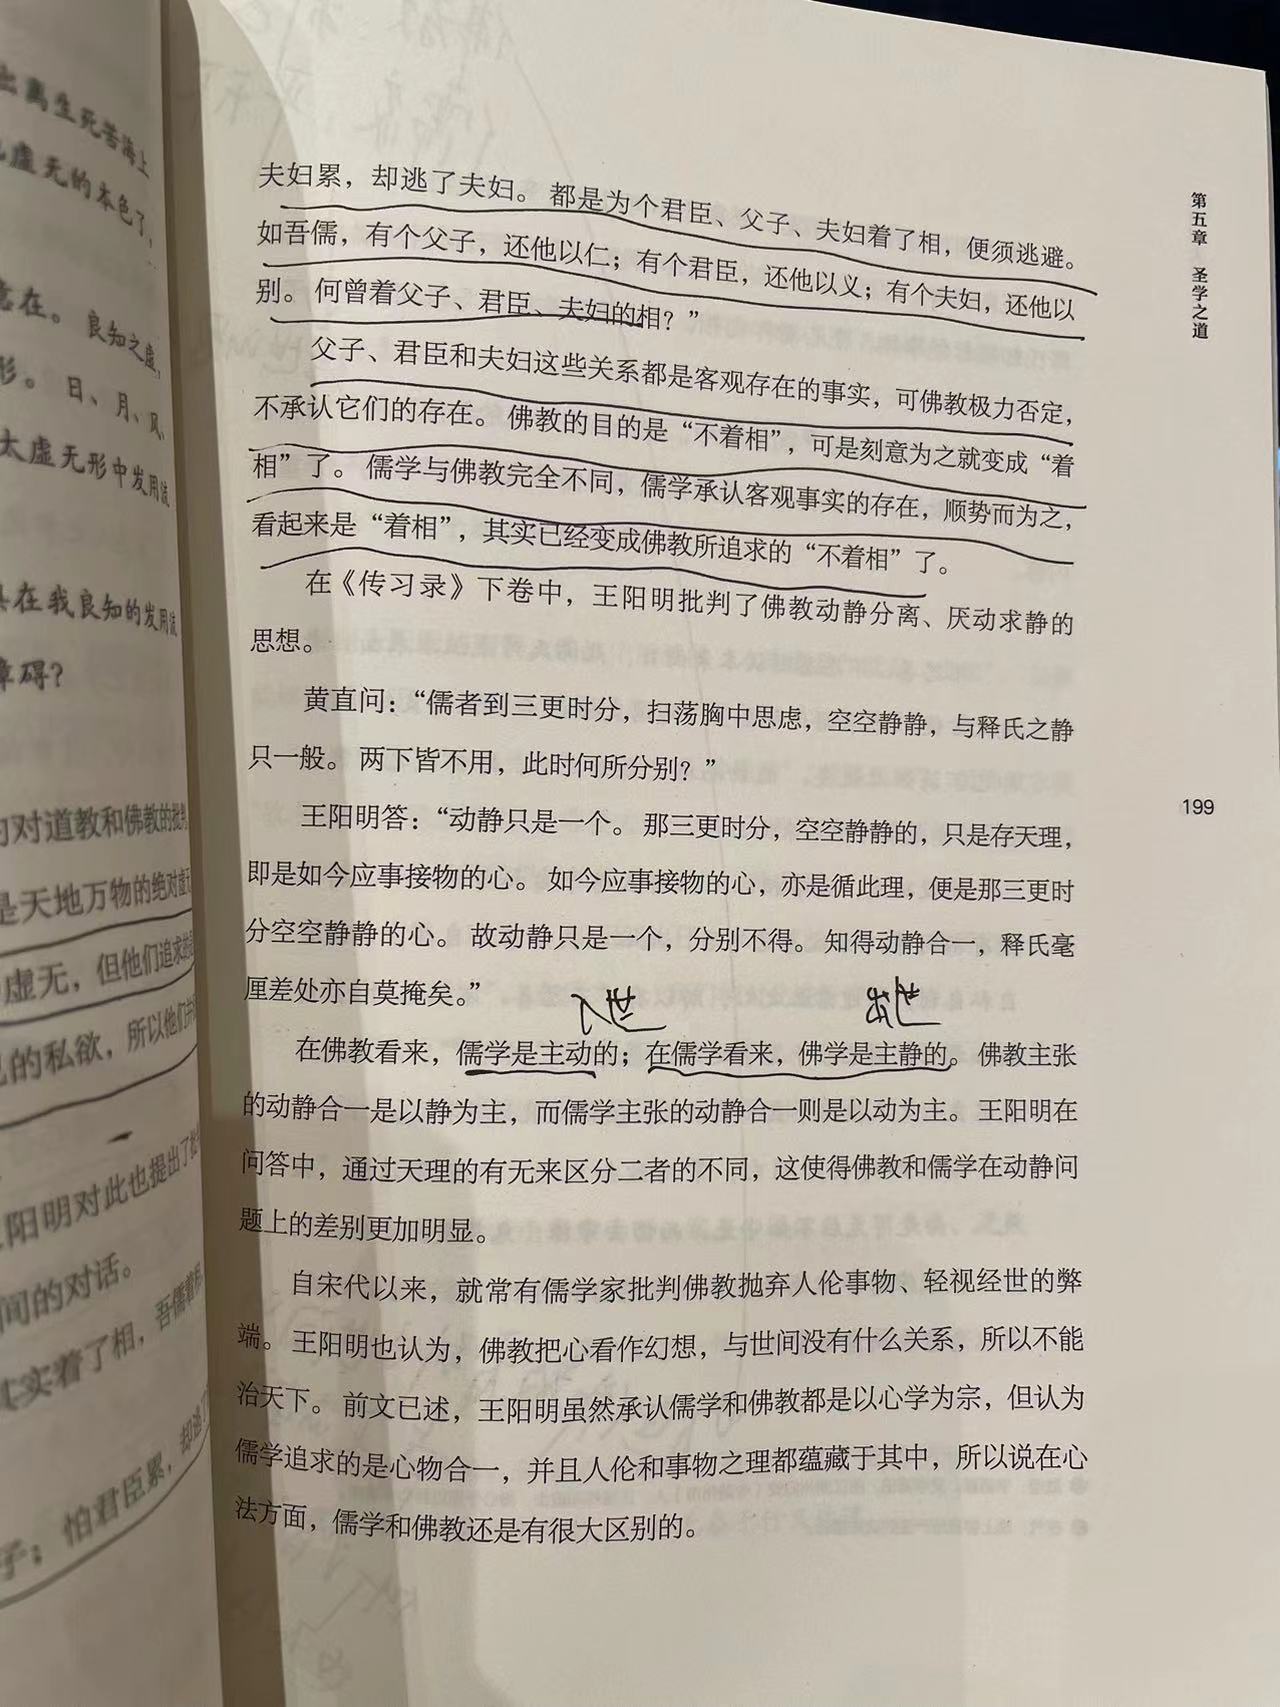 出离生死苦海上
虚无的本色了，
意在。良知之虚，
形。日、月、风、
太虚无形中发用流
具在我良知的发用流
障碍？
对道教和佛教的批判
是天地万物的绝对虚无
虚无，但他们追求
己的私欲，所以他们并
阳明对此也提出了
间的对话。
其实着了相，吾儒着相
子；怕君臣累，却逃了
夫妇累，却逃了夫妇。都是为个君臣、父子、夫妇着了相，便须逃避。
如吾儒，有个父子，还他以仁；有个君臣，还他以义；有个夫妇，还他以
别。何曾着父子、君臣、夫妇的相？”
父子、君臣和夫妇这些关系都是客观存在的事实，可佛教极力否定，
不承认它们的存在。佛教的目的是“不着相”，可是刻意为之就变成“着
相”了。儒学与佛教完全不同，儒学承认客观事实的存在，顺势而为之，
看起来是“着相”，其实已经变成佛教所追求的“不着相”了。
在《传习录》下卷中，王阳明批判了佛教动静分离、厌动求静的
思想。
黄直问：“儒者到三更时分，扫荡胸中思虑，空空静静，与释氏之静
只一般。两下皆不用，此时何所分别？”
王阳明答：“动静只是一个。那三更时分，空空静静的，只是存天理，
即是如今应事接物的心。如今应事接物的心，亦是循此理，便是那三更时
分空空静静的心。故动静只是一个，分别不得。知得动静合一，释氏毫
厘差处亦自莫掩矣。”
入世 出世
在佛教看来，儒学是主动的；在儒学看来，佛学是主静的。佛教主张
的动静合一是以静为主，而儒学主张的动静合一则是以动为主。王阳明在
问答中，通过天理的有无来区分二者的不同，这使得佛教和儒学在动静问
题上的差别更加明显。
自宋代以来，就常有儒学家批判佛教抛弃人伦事物、轻视经世的弊
端。王阳明也认为，佛教把心看作幻想，与世间没有什么关系，所以不能
治天下。前文已述，王阳明虽然承认儒学和佛教都是以心学为宗，但认为
儒学追求的是心物合一，并且人伦和事物之理都蕴藏于其中，所以说在心
法方面，儒学和佛教还是有很大区别的。
第五章 圣学之道
199